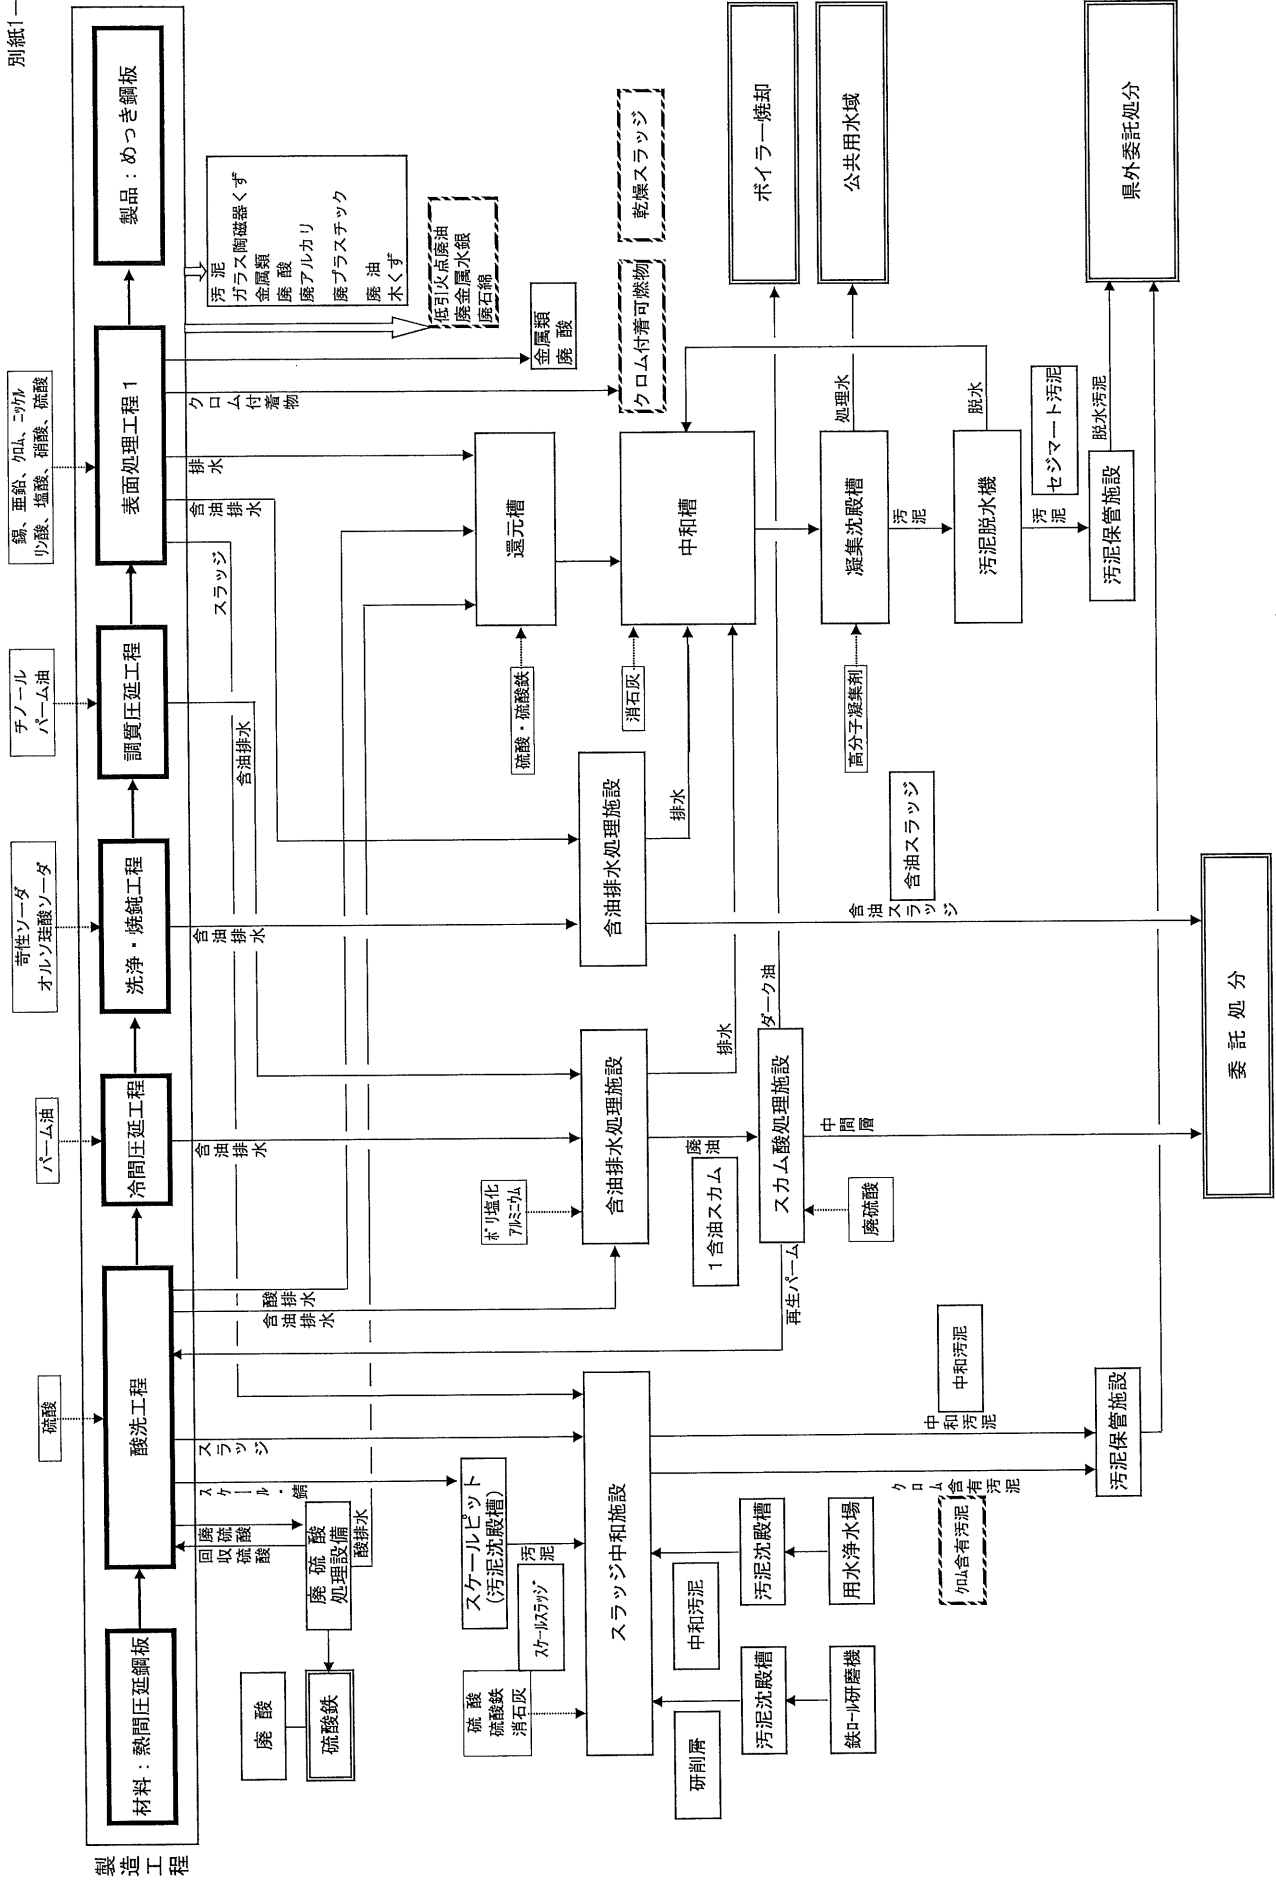 別紙1－
製造工程
材料：熱間圧延鋼板
酸洗工程
冷間圧延工程
洗浄・焼鈍工程
調質圧延工程
表面処理工程1
製品：めっき鋼板
硫酸
パーム油
苛性ソーダ
オルソ珪酸ソーダ
チノール
パーム油
錫、亜鉛、ｸﾛﾑ、ﾆｯｹﾙ
ﾘﾝ酸、塩酸、硝酸、硫酸
回収硫酸
廃硫酸
スケール・錆
スラッジ
含油排水
酸排水
含油排水
含油排水
含油排水
スラッジ
含油排水
排水
クロム付着物
汚泥
ガラス陶磁器くず
金属類
廃酸
廃アルカリ
廃プラスチック
廃油
木くず
低引火点廃油
廃金属水銀
廃石綿
金属類
廃酸
クロム付着可燃物
乾燥スラッジ
廃酸
硫酸鉄
廃硫酸
処理設備
酸排水
スケールピット
(汚泥沈殿槽)
汚泥
ｽｹｰﾙｽﾗｯｼﾞ
硫酸
硫酸鉄
消石灰
スラッジ中和施設
ﾎﾟﾘ塩化
ｱﾙﾐﾆｳﾑ
含油排水処理施設
含油排水処理施設
排水
排水
硫酸・硫酸鉄
還元槽
消石灰
中和槽
研削屑
中和汚泥
汚泥沈殿槽
汚泥沈殿槽
鉄ﾛｰﾙ研磨機
用水浄水場
再生パーム
1含油スカム
廃油
スカム酸処理施設
ダーク油
廃硫酸
中間層
含油スラッジ
含油スラッジ
高分子凝集剤
凝集沈殿槽
処理水
汚泥
汚泥脱水機
脱水
汚泥
セジマート汚泥
汚泥保管施設
脱水汚泥
ボイラー焼却
公共用水域
県外委託処分
ｸﾛﾑ含有汚泥
クロム含有汚泥
中和汚泥
中和汚泥
汚泥保管施設
委託処分